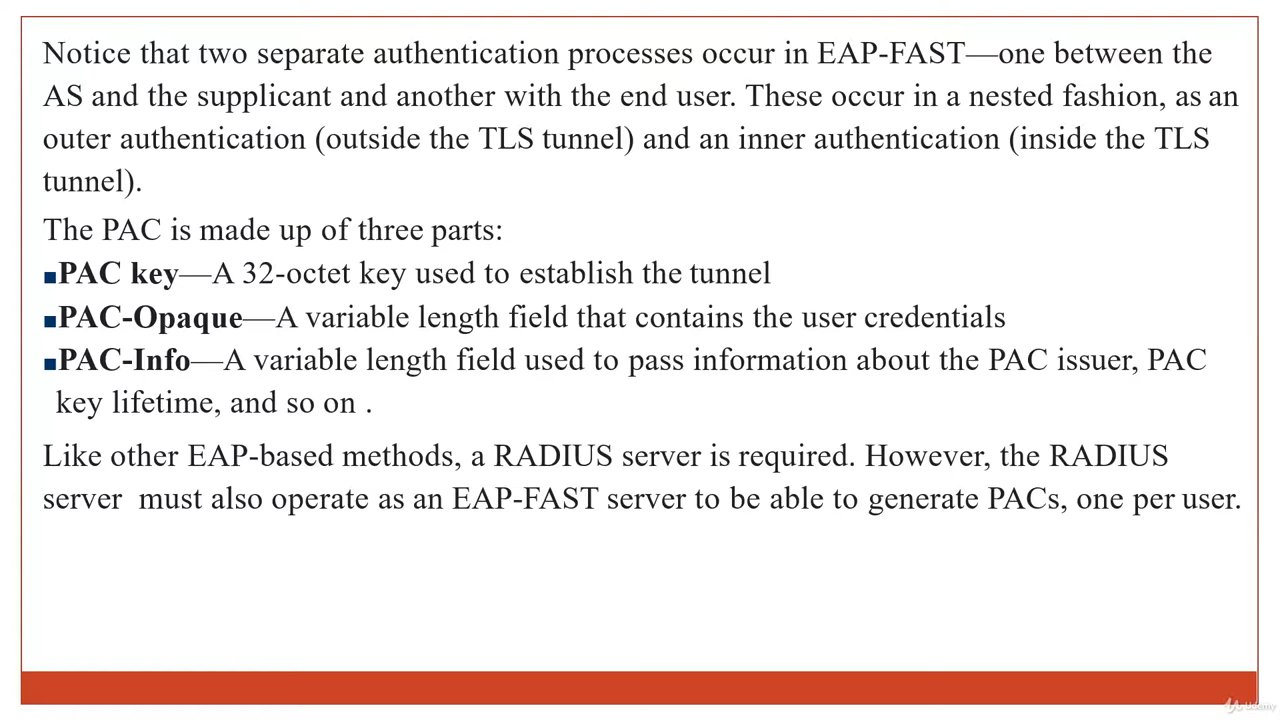 Notice that two separate authentication processes occur in EAP-FAST—one between the
AS and the supplicant and another with the end user. These occur in a nested fashion, as an
outer authentication (outside the TLS tunnel) and an inner authentication (inside the TLS
tunnel).
The PAC is made up of three parts:
■PAC key—A 32-octet key used to establish the tunnel
■PAC-Opaque—A variable length field that contains the user credentials
■PAC-Info—A variable length field used to pass information about the PAC issuer, PAC
key lifetime, and so on .
Like other EAP-based methods, a RADIUS server is required. However, the RADIUS
server must also operate as an EAP-FAST server to be able to generate PACs, one per user.
Udemy